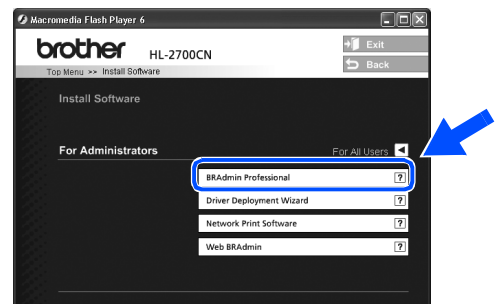 Macromedia Flash Player 6
brother HL-2700CN
Exit
Back
Top Menu >> Install Software
Install Software
For Administrators For All Users
BRAdmin Professional ?
Driver Deployment Wizard ?
Network Print Software ?
Web BRAdmin ?